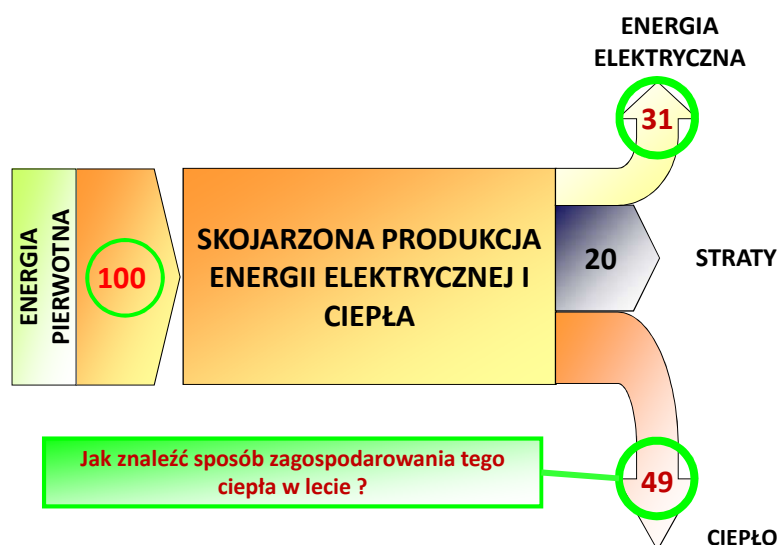 ENERGIA
ELEKTRYCZNA
31
ENERGIA
PIERWOTNA
100
SKOJARZONA PRODUKCJA
ENERGII ELEKTRYCZNEJ I
CIEPŁA
20
STRATY
Jak znaleźć sposób zagospodarowania tego
ciepła w lecie ?
49
CIEPŁO